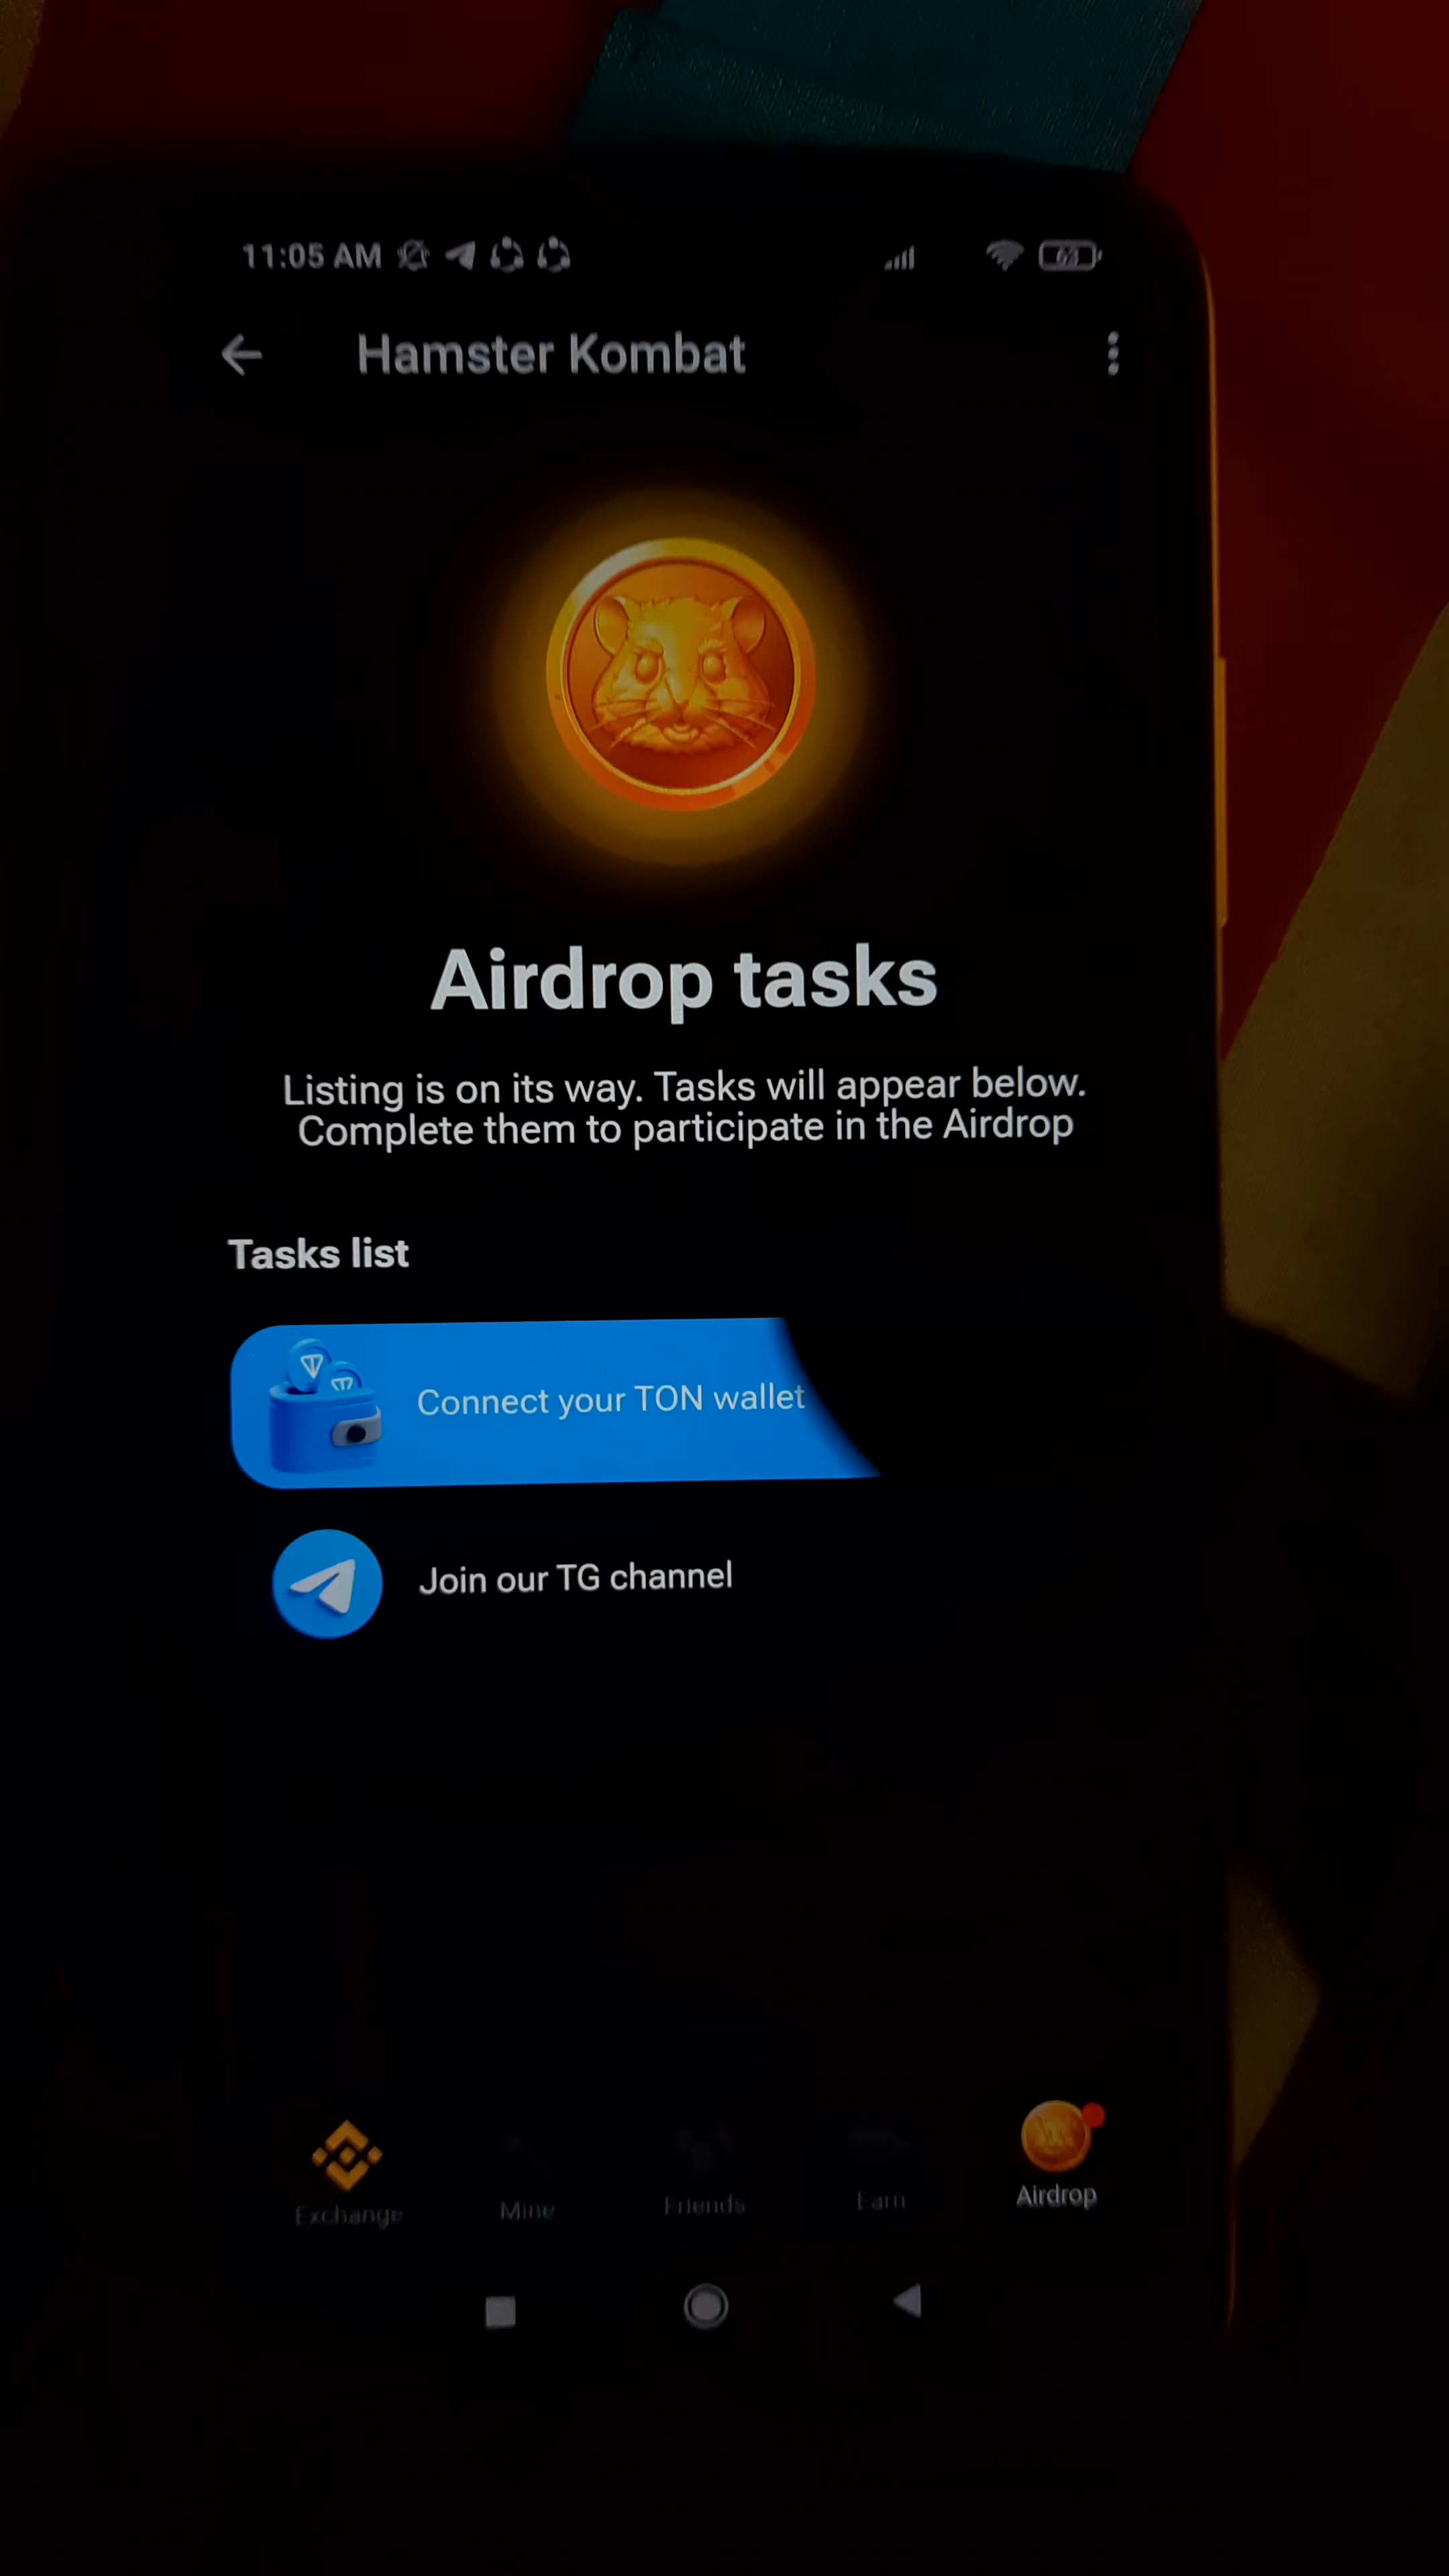 11:05 AM
Hamster Kombat
Airdrop tasks
Listing is on its way. Tasks will appear below.
Complete them to participate in the Airdrop
Tasks list
Connect your TON wallet
Join our TG channel
Exchange
Mine
Friends
Earn
Airdrop